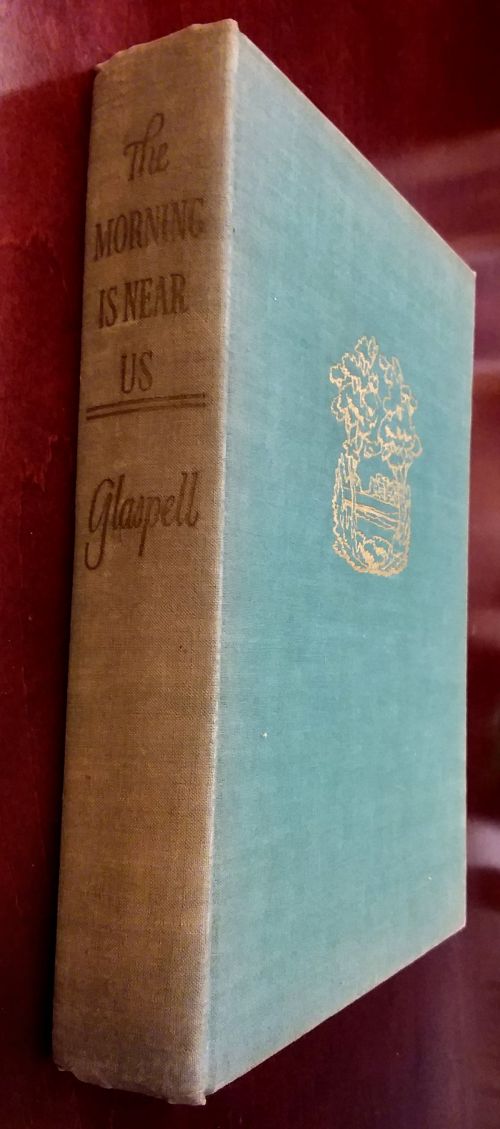 The
MORNING
IS NEAR
US
Glaspell